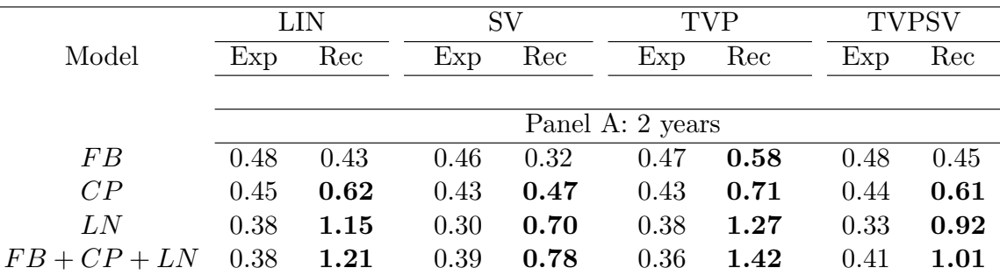 LIN SV TVP TVPSV
Model Exp Rec Exp Rec Exp Rec Exp Rec
Panel A: 2 years
FB 0.48 0.43 0.46 0.32 0.47 0.58 0.48 0.45
CP 0.45 0.62 0.43 0.47 0.43 0.71 0.44 0.61
LN 0.38 1.15 0.30 0.70 0.38 1.27 0.33 0.92
FB + CP + LN 0.38 1.21 0.39 0.78 0.36 1.42 0.41 1.01